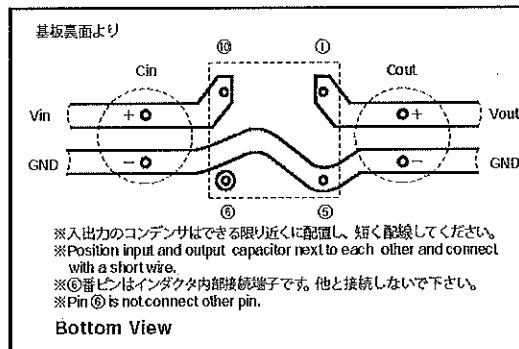 基板裏面より
⑩ ①
Cin Cout
Vin + + Vout
GND - - GND
⑥ ⑤
※入出力のコンデンサはできる限り近くに配置し、短く配線してください。
※Position input and output capacitor next to each other and connect
with a short wire.
※⑥番ピンはインダクタ内部接続端子です。他と接続しないで下さい。
※Pin ⑥ is not connect other pin.
Bottom View